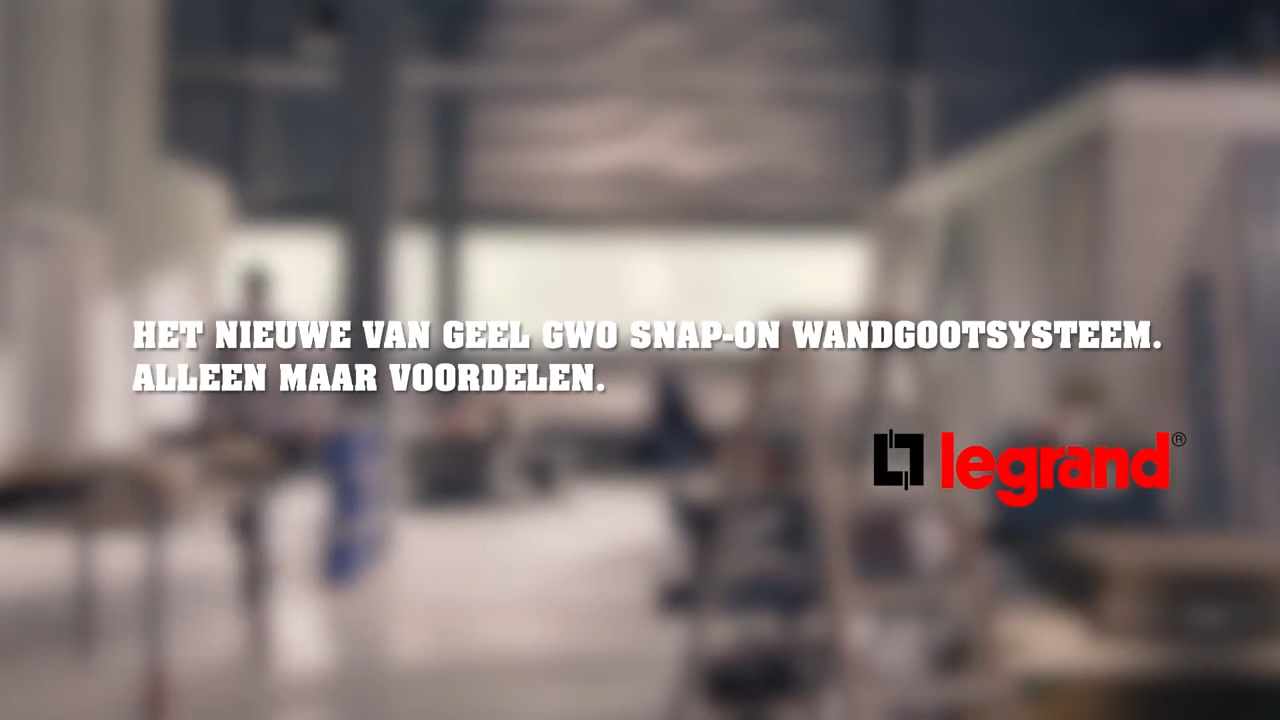 HET NIEUWE VAN GEEL GWO SNAP-ON WANDGOOTSYSTEEM.
ALLEEN MAAR VOORDELEN.
legrand®